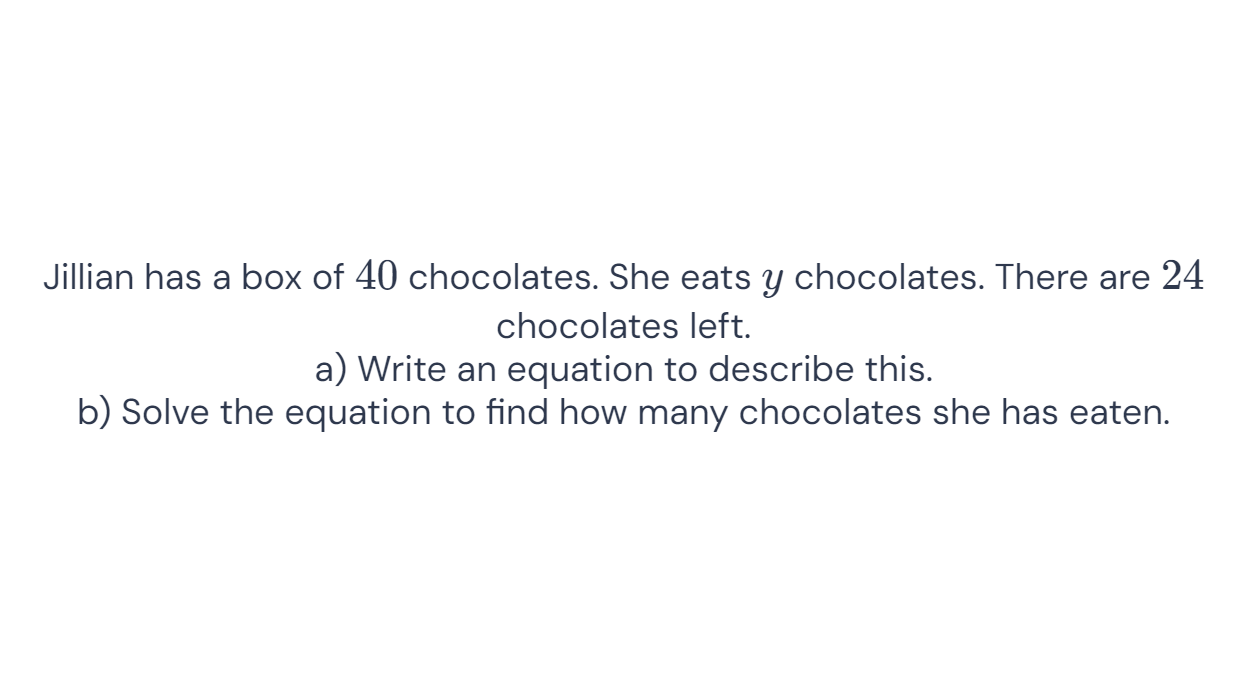 Jillian has a box of 40 chocolates. She eats y chocolates. There are 24
chocolates left.
a) Write an equation to describe this.
b) Solve the equation to find how many chocolates she has eaten.